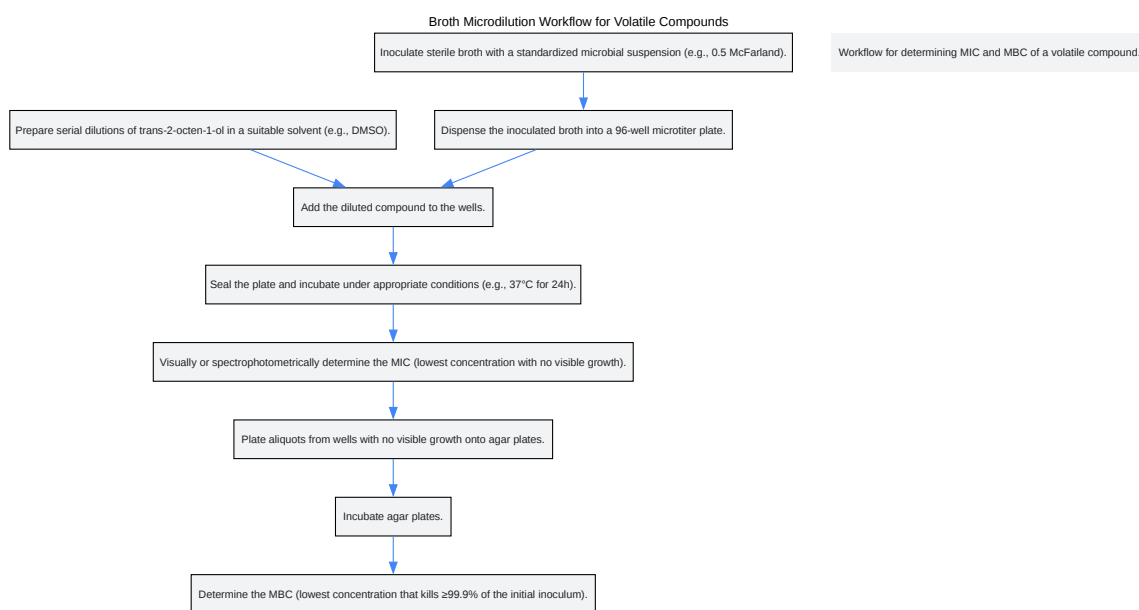 Broth Microdilution Workflow for Volatile Compounds
Inoculate sterile broth with a standardized microbial suspension (e.g., 0.5 McFarland).
Workflow for determining MIC and MBC of a volatile compound.
Prepare serial dilutions of trans-2-octen-1-ol in a suitable solvent (e.g., DMSO).
Dispense the inoculated broth into a 96-well microtiter plate.
Add the diluted compound to the wells.
Seal the plate and incubate under appropriate conditions (e.g., 37°C for 24h).
Visually or spectrophotometrically determine the MIC (lowest concentration with no visible growth).
Plate aliquots from wells with no visible growth onto agar plates.
Incubate agar plates.
Determine the MBC (lowest concentration that kills ≥99.9% of the initial inoculum).